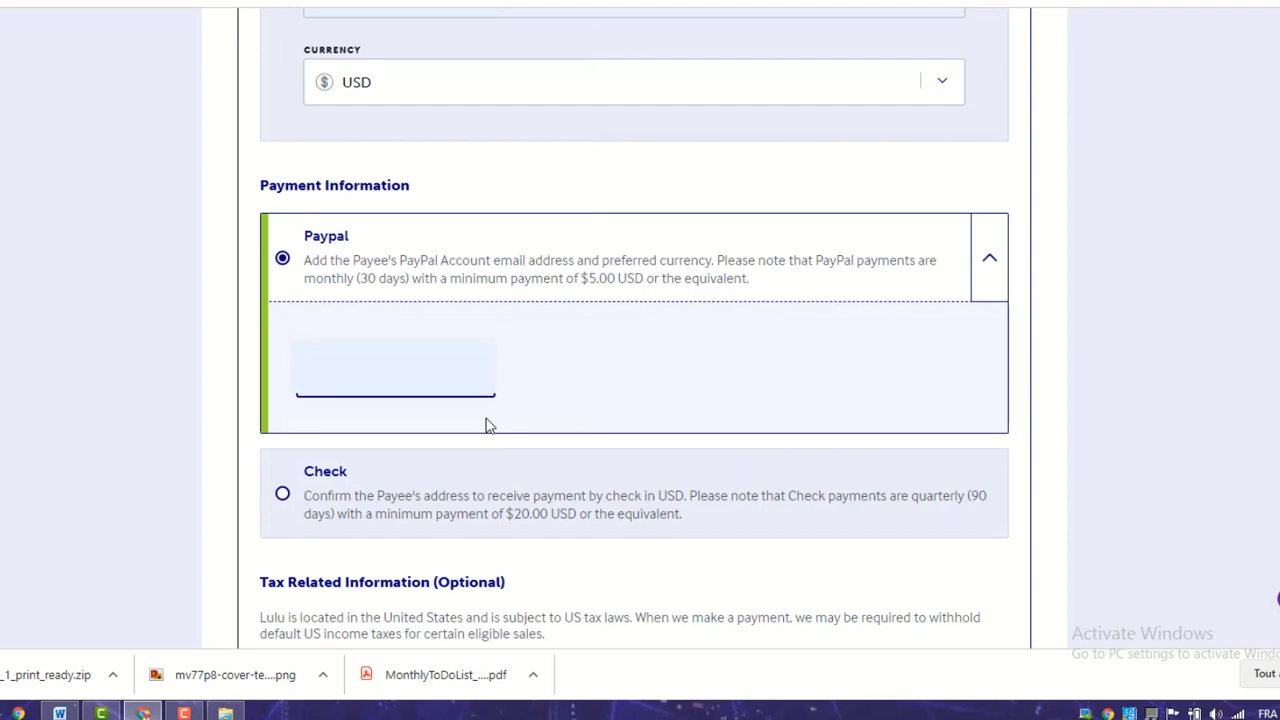 CURRENCY
$ USD
Payment Information
Paypal
Add the Payee's PayPal Account email address and preferred currency. Please note that PayPal payments are
monthly (30 days) with a minimum payment of $5.00 USD or the equivalent.
Check
Confirm the Payee's address to receive payment by check in USD. Please note that Check payments are quarterly (90
days) with a minimum payment of $20.00 USD or the equivalent.
Tax Related Information (Optional)
Lulu is located in the United States and is subject to US tax laws. When we make a payment, we may be required to withhold
default US income taxes for certain eligible sales.
Activate Windows
Go to PC settings to activate Windo
_1_print_ready.zip
mv77p8-cover-te....png
MonthlyToDoList_....pdf
Tout
FRA